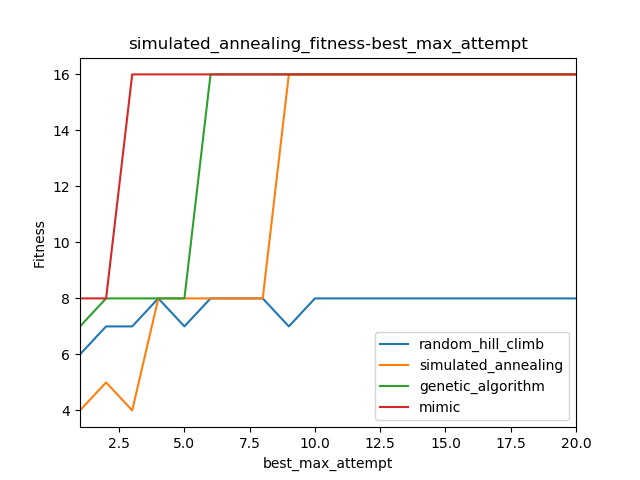 simulated_annealing_fitness-best_max_attempt
16
14
12
10
8
6
4
Fitness
2.5 5.0 7.5 10.0 12.5 15.0 17.5 20.0
best_max_attempt
random_hill_climb
simulated_annealing
genetic_algorithm
mimic